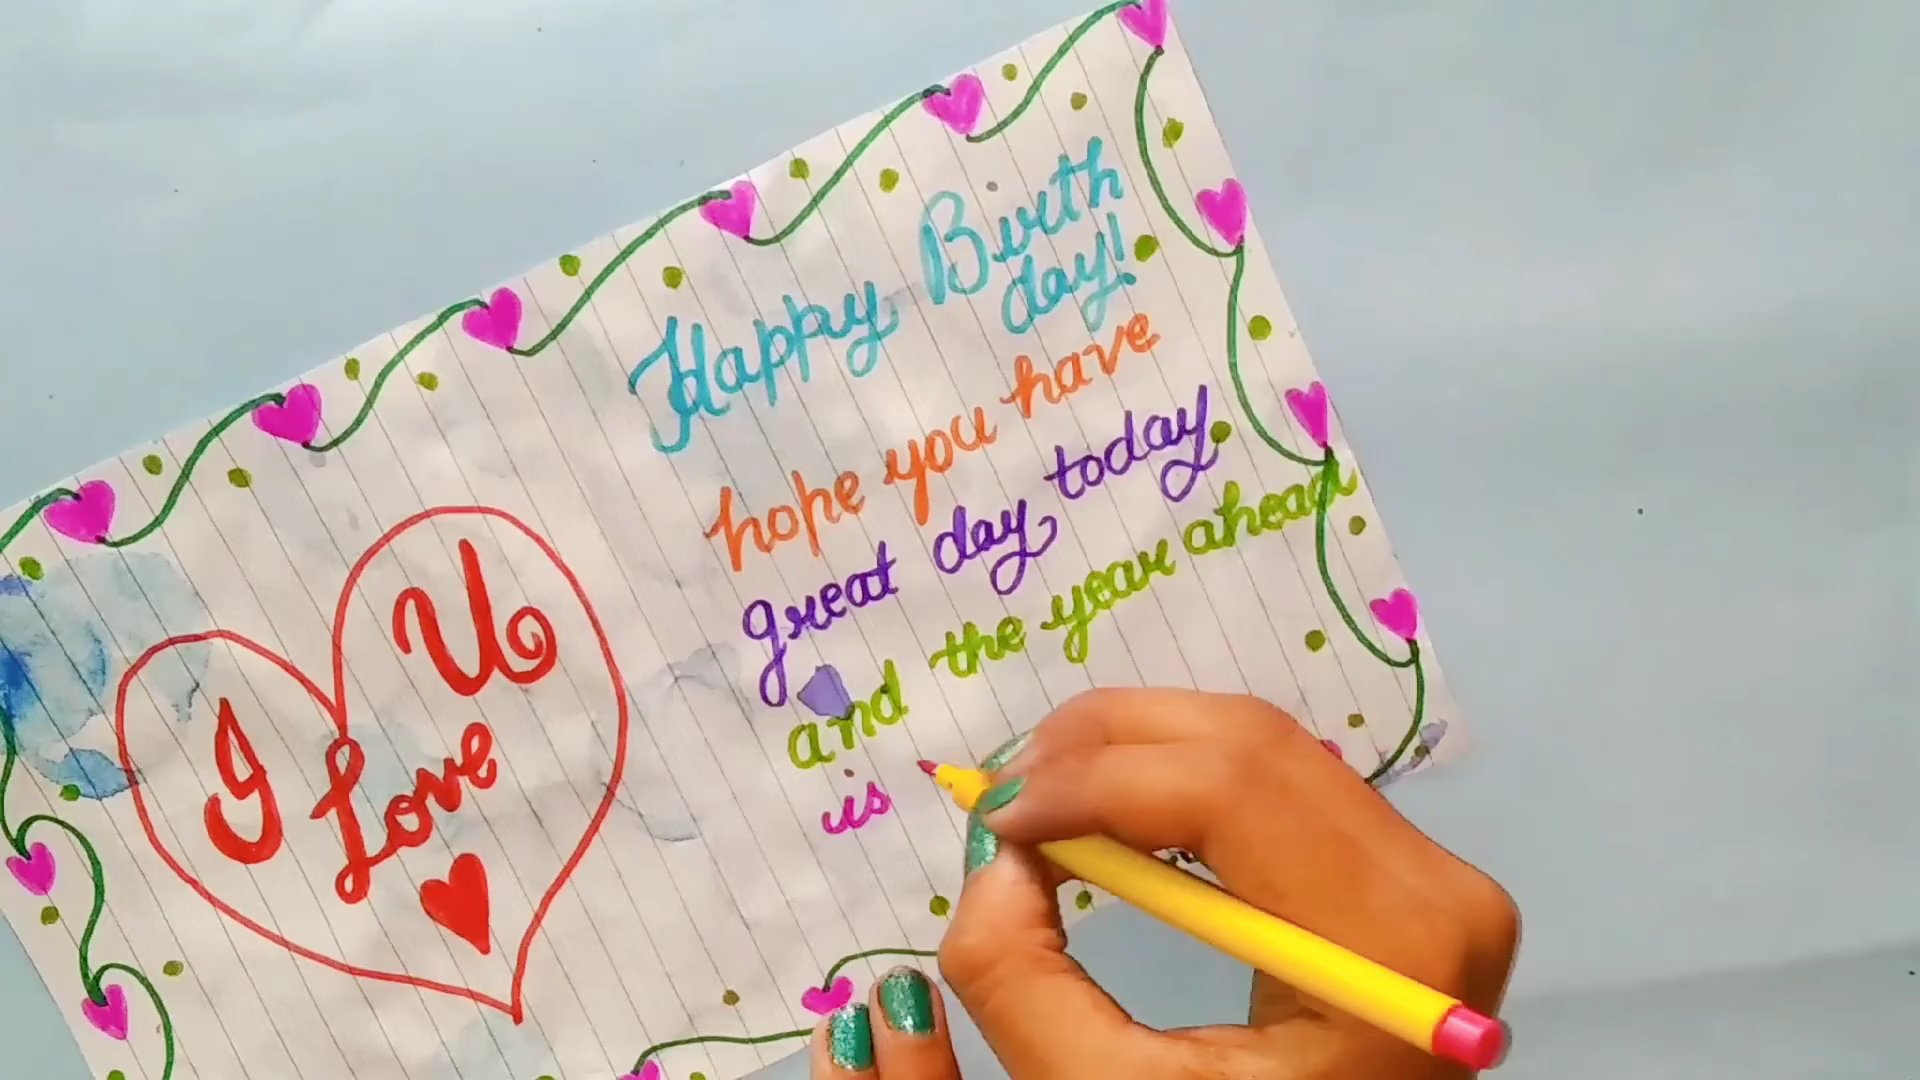 I Love U
Happy Birth
day!
hope you have
great day today
and the year ahead
is